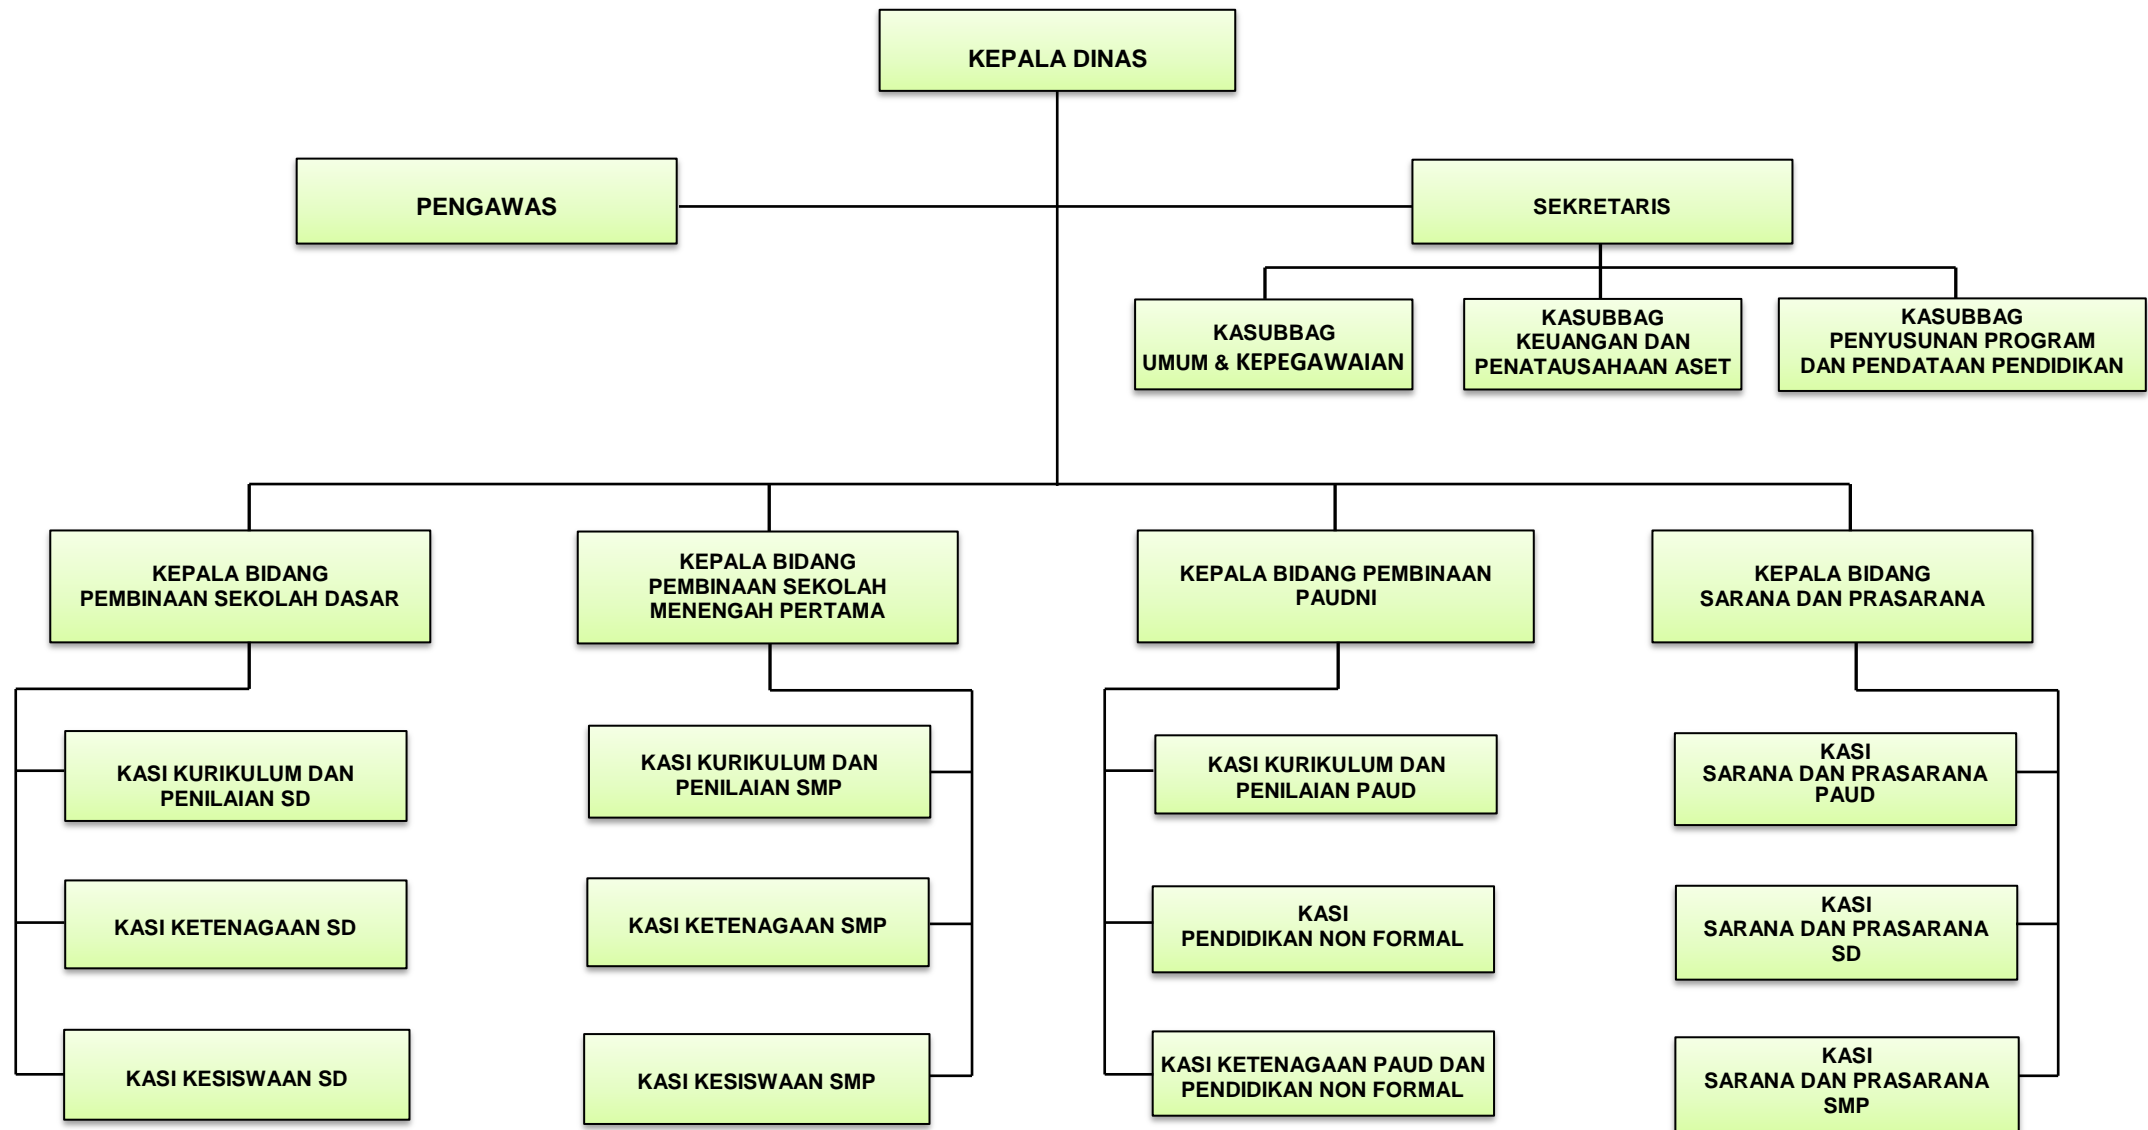 KEPALA DINAS
PENGAWAS
SEKRETARIS
KASUBBAG
UMUM & KEPEGAWAIAN
KASUBBAG
KEUANGAN DAN
PENATAUSAHAAN ASET
KASUBBAG
PENYUSUNAN PROGRAM
DAN PENDATAAN PENDIDIKAN
KEPALA BIDANG
PEMBINAAN SEKOLAH DASAR
KEPALA BIDANG
PEMBINAAN SEKOLAH
MENENGAH PERTAMA
KEPALA BIDANG PEMBINAAN
PAUDNI
KEPALA BIDANG
SARANA DAN PRASARANA
KASI KURIKULUM DAN
PENILAIAN SD
KASI KURIKULUM DAN
PENILAIAN SMP
KASI KURIKULUM DAN
PENILAIAN PAUD
KASI
SARANA DAN PRASARANA
PAUD
KASI KETENAGAAN SD
KASI KETENAGAAN SMP
KASI
PENDIDIKAN NON FORMAL
KASI
SARANA DAN PRASARANA
SD
KASI KESISWAAN SD
KASI KESISWAAN SMP
KASI KETENAGAAN PAUD DAN
PENDIDIKAN NON FORMAL
KASI
SARANA DAN PRASARANA
SMP